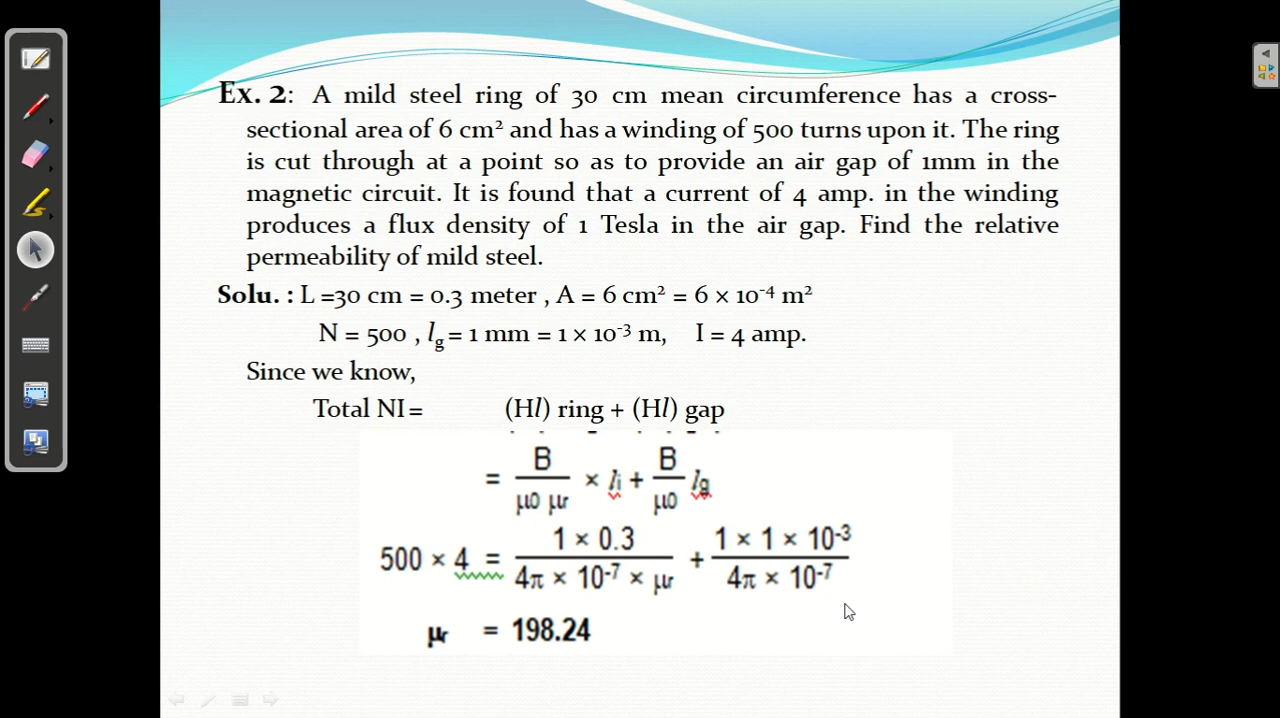 Ex. 2: A mild steel ring of 30 cm mean circumference has a cross-
sectional area of 6 cm² and has a winding of 500 turns upon it. The ring
is cut through at a point so as to provide an air gap of 1mm in the
magnetic circuit. It is found that a current of 4 amp. in the winding
produces a flux density of 1 Tesla in the air gap. Find the relative
permeability of mild steel.
Solu. : L =30 cm = 0.3 meter , A = 6 cm² = 6 × 10⁻⁴ m²
N = 500 , lg = 1 mm = 1 × 10⁻³ m, I = 4 amp.
Since we know,
Total NI = (Hl) ring + (Hl) gap
= B / μ0 μr × li + B / μ0 lg
500 × 4 = 1 × 0.3 / 4π × 10⁻⁷ × μr + 1 × 1 × 10⁻³ / 4π × 10⁻⁷
μr = 198.24